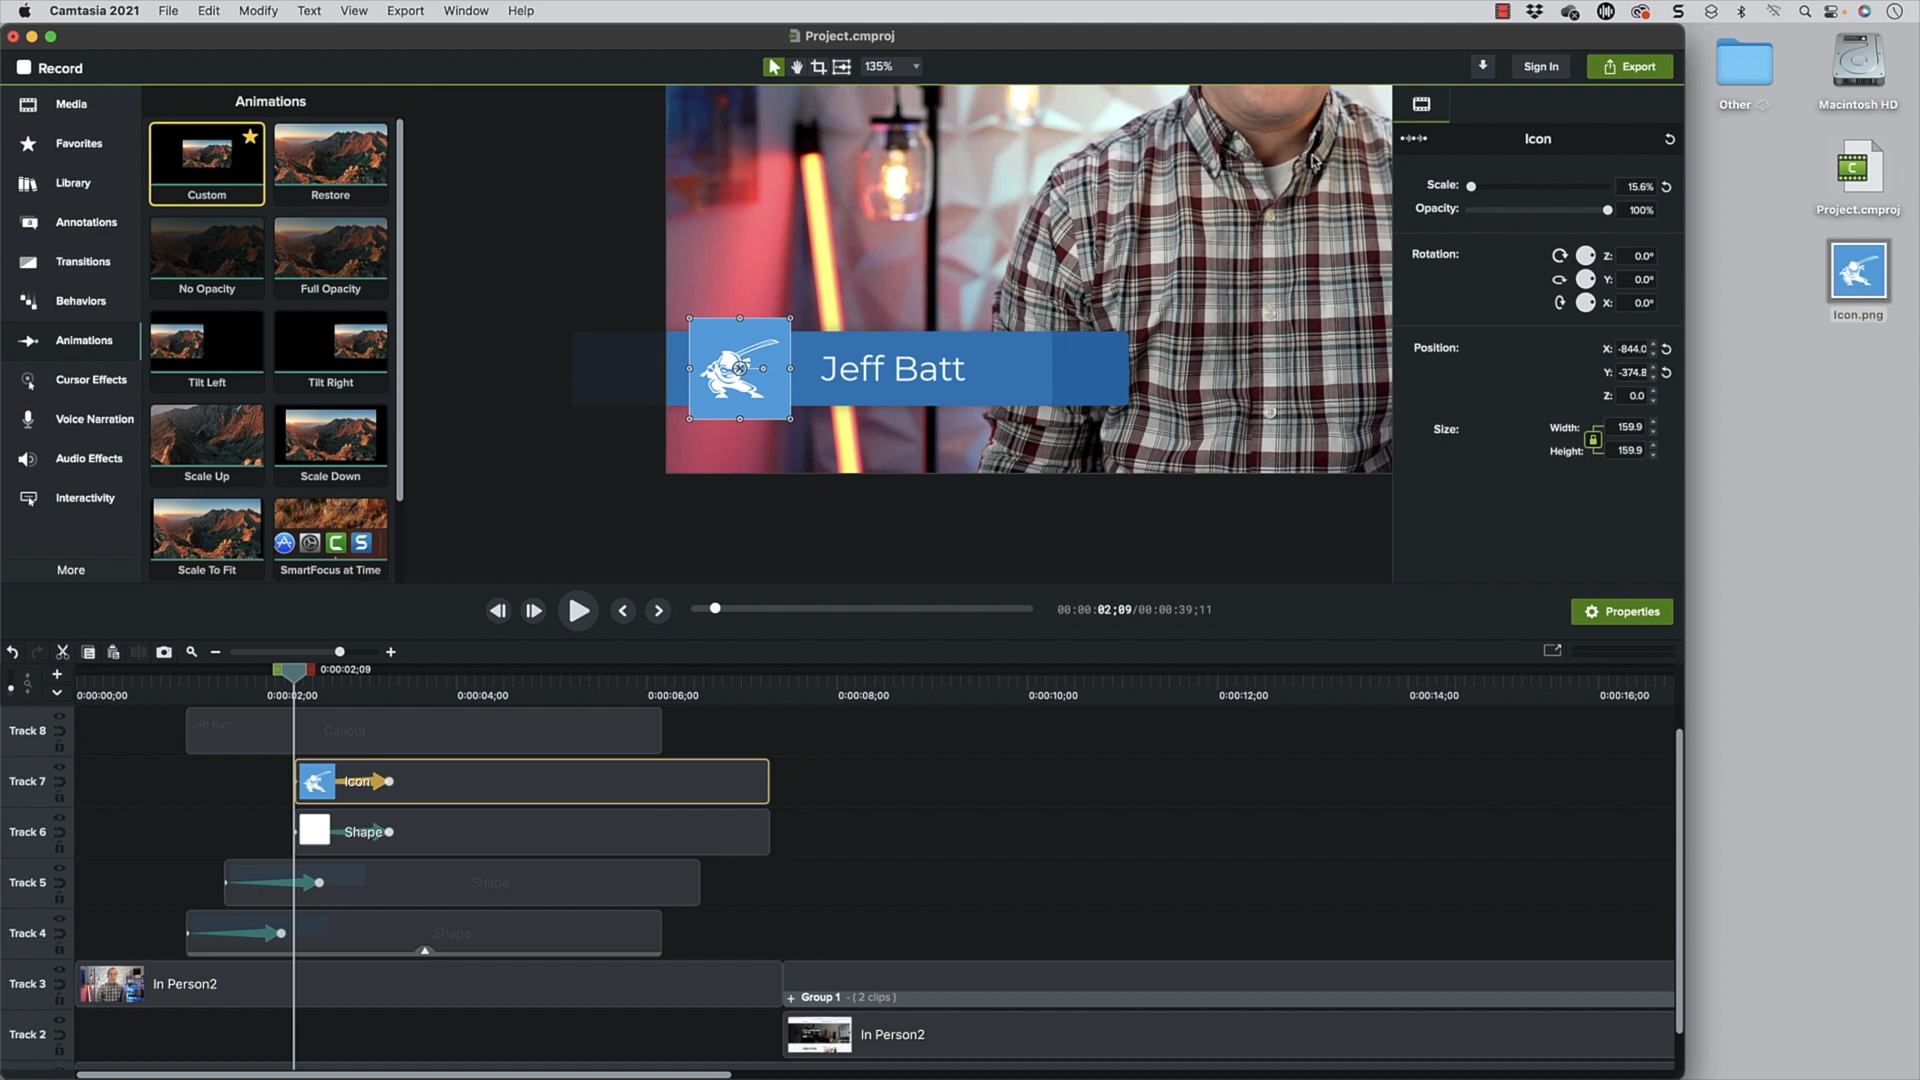 Camtasia 2021 File Edit Modify Text View Export Window Help
Project.cmproj
Record
135%
Sign In
Export
Other
Macintosh HD
Project.cmproj
Icon.png
Media
Favorites
Library
Annotations
Transitions
Behaviors
Animations
Cursor Effects
Voice Narration
Audio Effects
Interactivity
More
Animations
Custom
Restore
No Opacity
Full Opacity
Tilt Left
Tilt Right
Scale Up
Scale Down
Scale To Fit
SmartFocus at Time
Jeff Batt
Icon
Scale: 15.6%
Opacity: 100%
Rotation: Z: 0.0°
Y: 0.0°
X: 0.0°
Position: X: -844.0
Y: -374.8
Z: 0.0
Size: Width: 159.9
Height: 159.9
00:00:02;09/00:00:39;11
Properties
0:00:02;09
0:00:00;00 0:00:02;00 0:00:04;00 0:00:06;00 0:00:08;00 0:00:10;00 0:00:12;00 0:00:14;00 0:00:16;00
Track 8 Jeff Batt Callout
Track 7 Icon
Track 6 Shape
Track 5 Shape
Track 4 Shape
Track 3 In Person2
+ Group 1 - ( 2 clips )
Track 2 In Person2